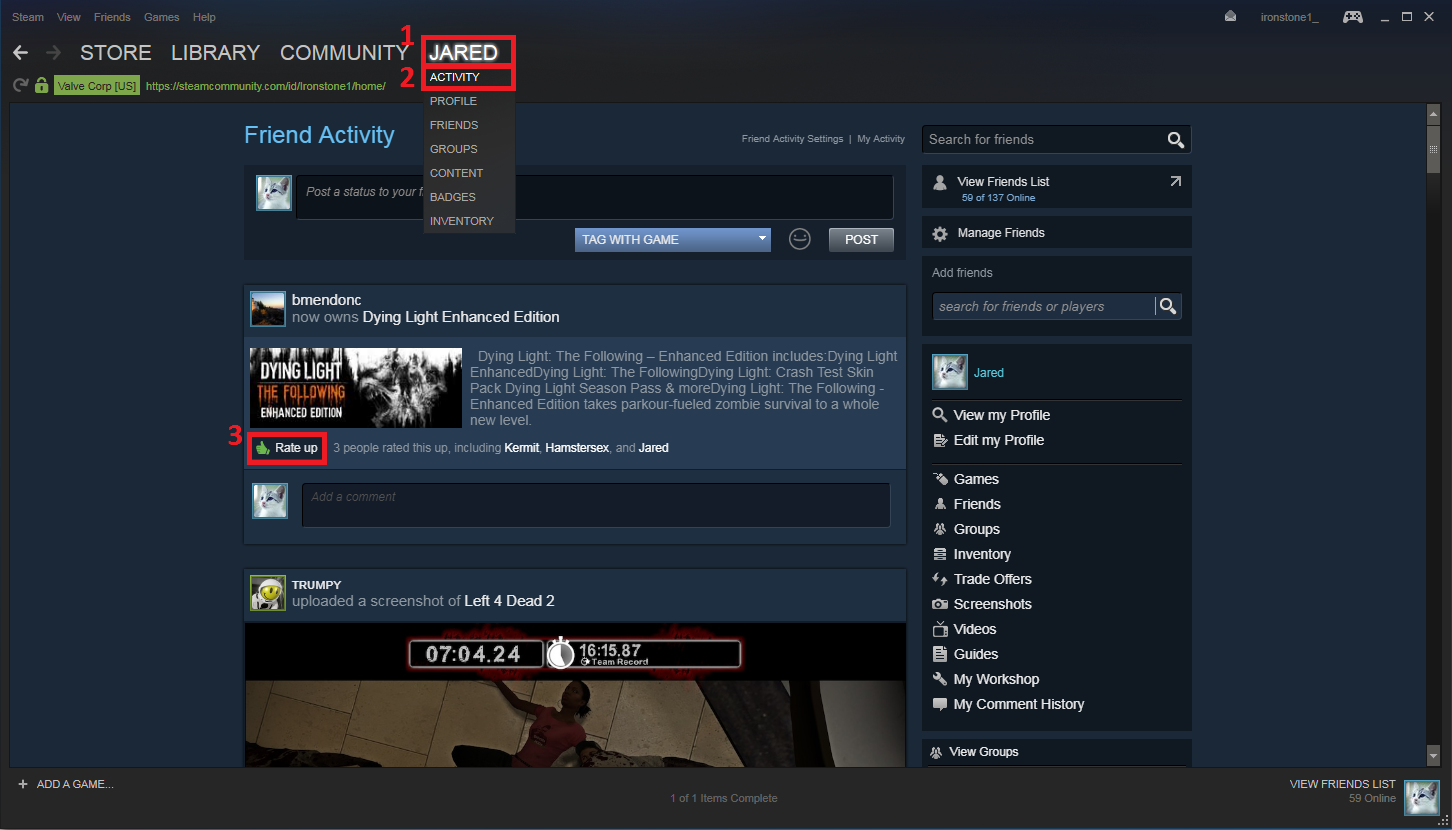 Steam View Friends Games Help
ironstone1_
1
STORE LIBRARY COMMUNITY JARED
2
ACTIVITY
Valve Corp [US] https://steamcommunity.com/id/Ironstone1/home/
PROFILE
FRIENDS
GROUPS
CONTENT
BADGES
INVENTORY
Friend Activity
Friend Activity Settings | My Activity
Post a status to your f
TAG WITH GAME
POST
bmendonc
now owns Dying Light Enhanced Edition
DYING LIGHT
THE FOLLOWING
ENHANCED EDITION
Dying Light: The Following – Enhanced Edition includes:Dying Light
EnhancedDying Light: The FollowingDying Light: Crash Test Skin
Pack Dying Light Season Pass & moreDying Light: The Following -
Enhanced Edition takes parkour-fueled zombie survival to a whole
new level.
3
Rate up
3 people rated this up, including Kermit, Hamstersex, and Jared
Add a comment
TRUMPY
uploaded a screenshot of Left 4 Dead 2
07:04.24
16:15.87
Team Record
Search for friends
View Friends List
59 of 137 Online
Manage Friends
Add friends
search for friends or players
Jared
View my Profile
Edit my Profile
Games
Friends
Groups
Inventory
Trade Offers
Screenshots
Videos
Guides
My Workshop
My Comment History
View Groups
+ ADD A GAME...
1 of 1 Items Complete
VIEW FRIENDS LIST
59 Online